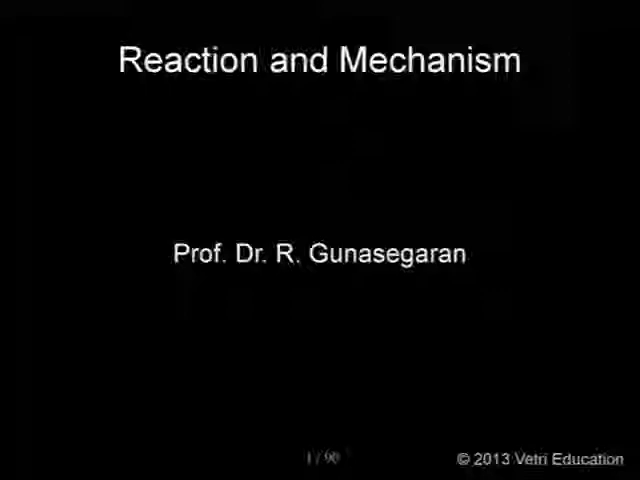 Reaction and Mechanism
Prof. Dr. R. Gunasegaran
1 / 90
© 2013 Vetri Education